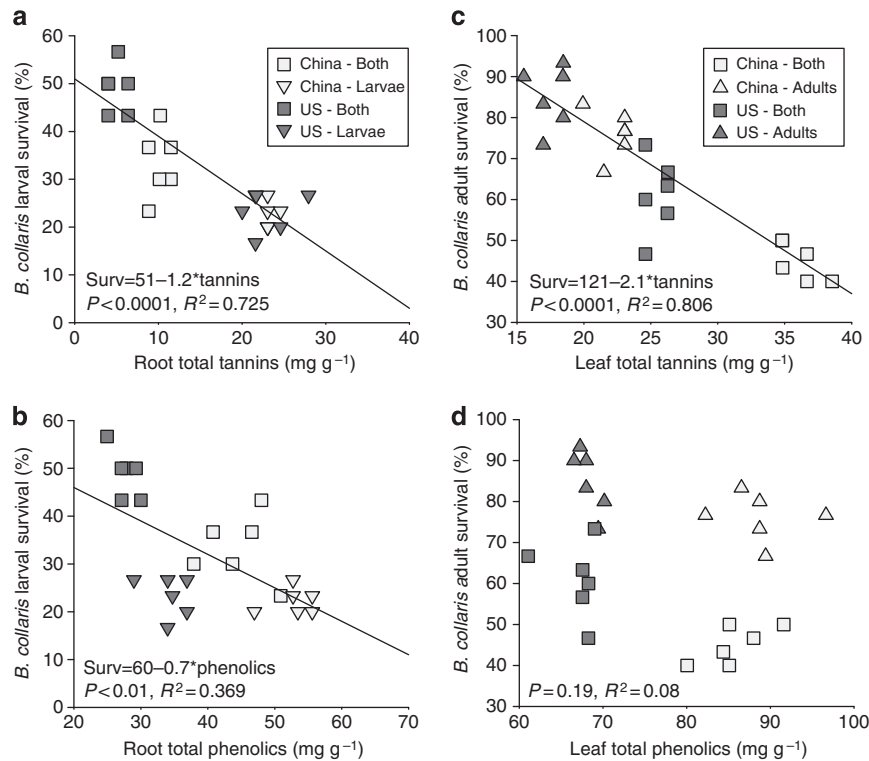 a
B. collaris larval survival (%)
60
50
40
30
20
10
0
China - Both
China - Larvae
US - Both
US - Larvae
Surv=51–1.2*tannins
P<0.0001, R²=0.725
0 10 20 30 40
Root total tannins (mg g⁻¹)
b
B. collaris larval survival (%)
60
50
40
30
20
10
0
Surv=60–0.7*phenolics
P<0.01, R²=0.369
20 30 40 50 60 70
Root total phenolics (mg g⁻¹)
c
B. collaris adult survival (%)
100
90
80
70
60
50
40
30
China - Both
China - Adults
US - Both
US - Adults
Surv=121–2.1*tannins
P<0.0001, R²=0.806
15 20 25 30 35 40
Leaf total tannins (mg g⁻¹)
d
B. collaris adult survival (%)
100
90
80
70
60
50
40
30
P=0.19, R²=0.08
60 70 80 90 100
Leaf total phenolics (mg g⁻¹)